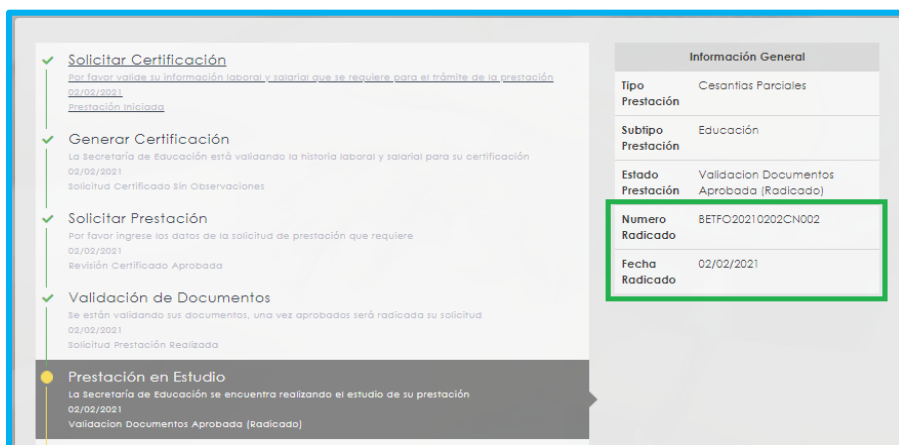 Solicitar Certificación
Por favor valide su información laboral y salarial que se requiere para el trámite de la prestación
02/02/2021
Prestación Iniciada
Generar Certificación
La Secretaría de Educación está validando la historia laboral y salarial para su certificación
02/02/2021
Solicitud Certificado Sin Observaciones
Solicitar Prestación
Por favor ingrese los datos de la solicitud de prestación que requiere
02/02/2021
Revisión Certificado Aprobada
Validación de Documentos
Se están validando sus documentos, una vez aprobados será radicada su solicitud
02/02/2021
Solicitud Prestación Realizada
Prestación en Estudio
La Secretaría de Educación se encuentra realizando el estudio de su prestación
02/02/2021
Validacion Documentos Aprobada (Radicado)
Información General
Tipo Cesantias Parciales
Prestación
Subtipo Educación
Prestación
Estado Validacion Documentos
Prestación Aprobada (Radicado)
Numero BETFO20210202CN002
Radicado
Fecha 02/02/2021
Radicado